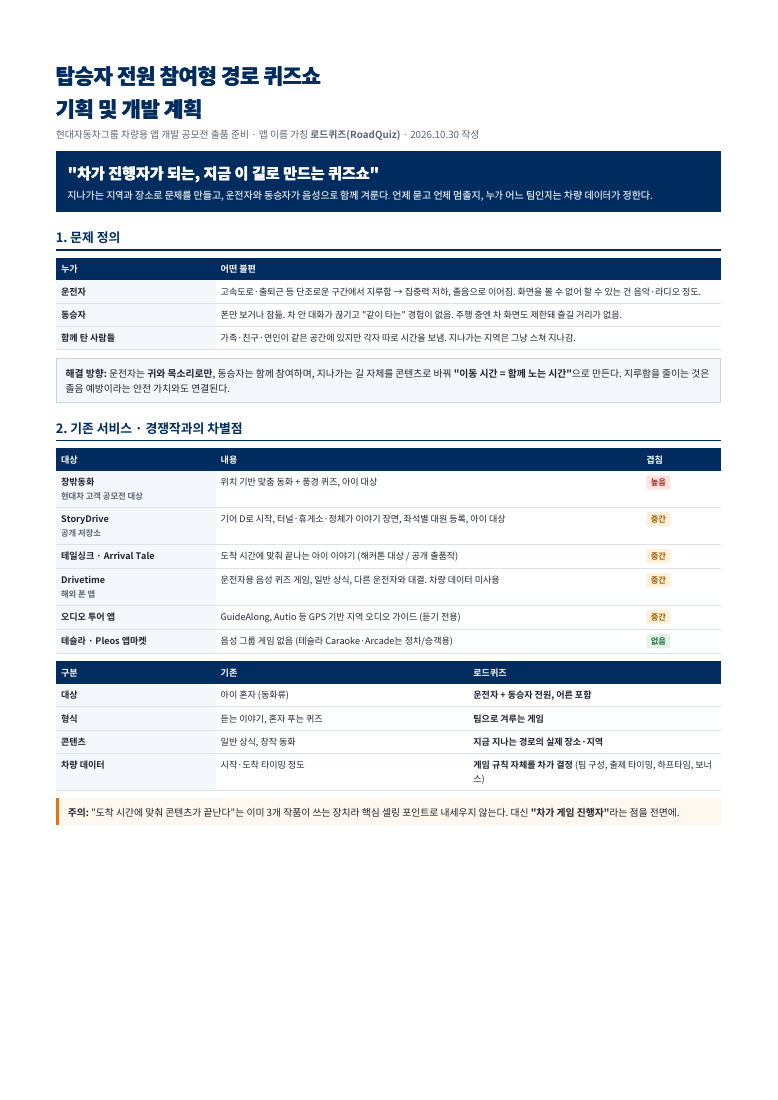 탑승자 전원 참여형 경로 퀴즈쇼
기획 및 개발 계획
현대자동차그룹 차량용 앱 개발 공모전 출품 준비 · 앱 이름 가칭 로드퀴즈(RoadQuiz) · 2026.10.30 작성
"차가 진행자가 되는, 지금 이 길로 만드는 퀴즈쇼"
지나가는 지역과 장소로 문제를 만들고, 운전자와 동승자가 음성으로 함께 겨룬다. 언제 묻고 언제 멈출지, 누가 어느 팀인지는 차량 데이터가 정한다.
1. 문제 정의
누가 어떤 불편
운전자 고속도로·출퇴근 등 단조로운 구간에서 지루함 → 집중력 저하, 졸음으로 이어짐. 화면을 볼 수 없어 할 수 있는 건 음악·라디오 정도.
동승자 폰만 보거나 잠듦. 차 안 대화가 끊기고 "같이 타는" 경험이 없음. 주행 중엔 차 화면도 제한돼 즐길 거리가 없음.
함께 탄 사람들 가족·친구·연인이 같은 공간에 있지만 각자 따로 시간을 보냄. 지나가는 지역은 그냥 스쳐 지나감.
해결 방향: 운전자는 귀와 목소리로만, 동승자는 함께 참여하며, 지나가는 길 자체를 콘텐츠로 바꿔 "이동 시간 = 함께 노는 시간"으로 만든다. 지루함을 줄이는 것은
졸음 예방이라는 안전 가치와도 연결된다.
2. 기존 서비스 · 경쟁작과의 차별점
대상 내용 겹침
창밖동화 위치 기반 맞춤 동화 + 풍경 퀴즈, 아이 대상 높음
현대차 고객 공모전 대상
StoryDrive 기어 D로 시작, 터널·휴게소·정체가 이야기 장면, 좌석별 대원 등록, 아이 대상 중간
공개 저장소
테일싱크 · Arrival Tale 도착 시간에 맞춰 끝나는 아이 이야기 (해커톤 대상 / 공개 출품작) 중간
Drivetime 운전자용 음성 퀴즈 게임, 일반 상식, 다른 운전자와 대결. 차량 데이터 미사용 중간
해외 폰 앱
오디오 투어 앱 GuideAlong, Autio 등 GPS 기반 지역 오디오 가이드 (듣기 전용) 중간
테슬라 · Pleos 앱마켓 음성 그룹 게임 없음 (테슬라 Caraoke·Arcade는 정차/승객용) 없음
구분 기존 로드퀴즈
대상 아이 혼자 (동화류) 운전자 + 동승자 전원, 어른 포함
형식 듣는 이야기, 혼자 푸는 퀴즈 팀으로 겨루는 게임
콘텐츠 일반 상식, 창작 동화 지금 지나는 경로의 실제 장소·지역
차량 데이터 시작·도착 타이밍 정도 게임 규칙 자체를 차가 결정 (팀 구성, 출제 타이밍, 하프타임, 보너
스)
주의: "도착 시간에 맞춰 콘텐츠가 끝난다"는 이미 3개 작품이 쓰는 장치라 핵심 셀링 포인트로 내세우지 않는다. 대신 "차가 게임 진행자"라는 점을 전면에.